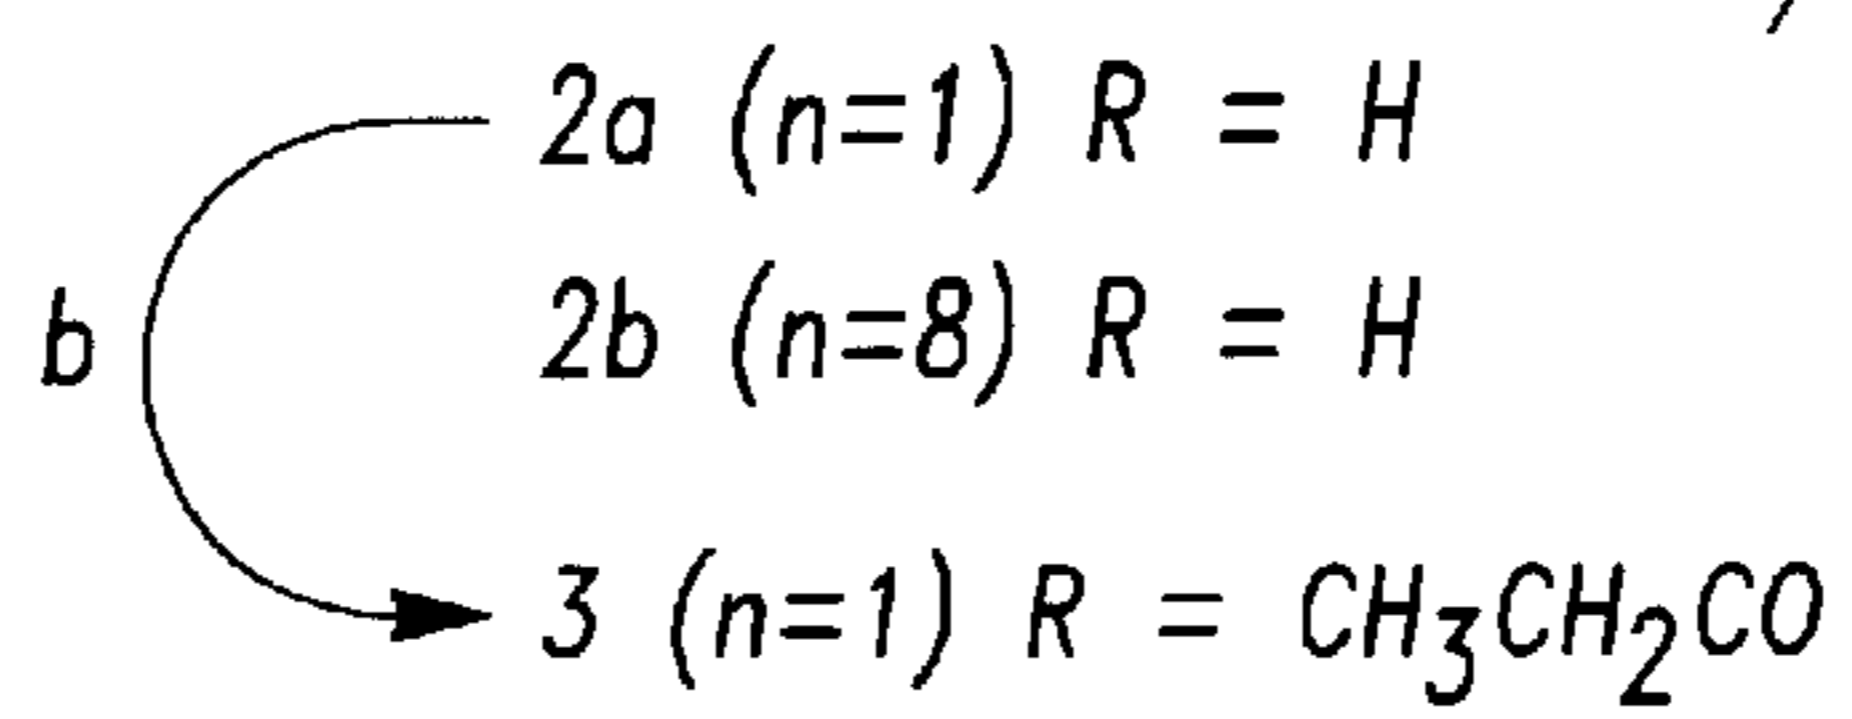 2a (n=1) R = H
b
2b (n=8) R = H
3 (n=1) R = CH₃CH₂CO